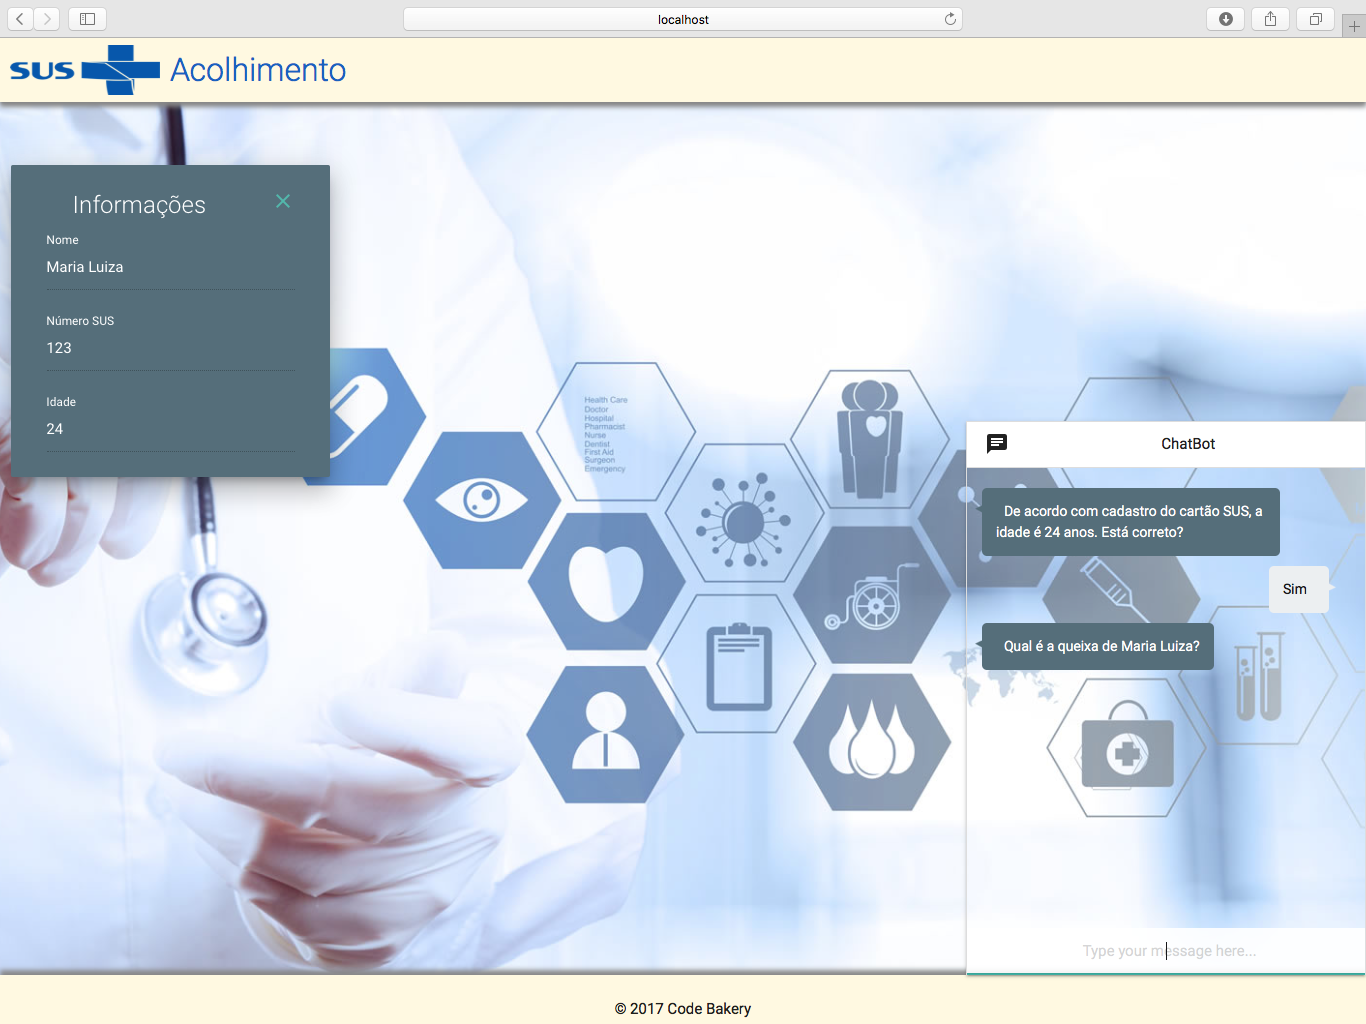 localhost
SUS Acolhimento
Informações
Nome
Maria Luiza
Número SUS
123
Idade
24
Health Care
Doctor
Hospital
Pharmacist
Nurse
Dentist
First Aid
Surgeon
Emergency
ChatBot
De acordo com cadastro do cartão SUS, a
idade é 24 anos. Está correto?
Sim
Qual é a queixa de Maria Luiza?
Type your message here...
© 2017 Code Bakery